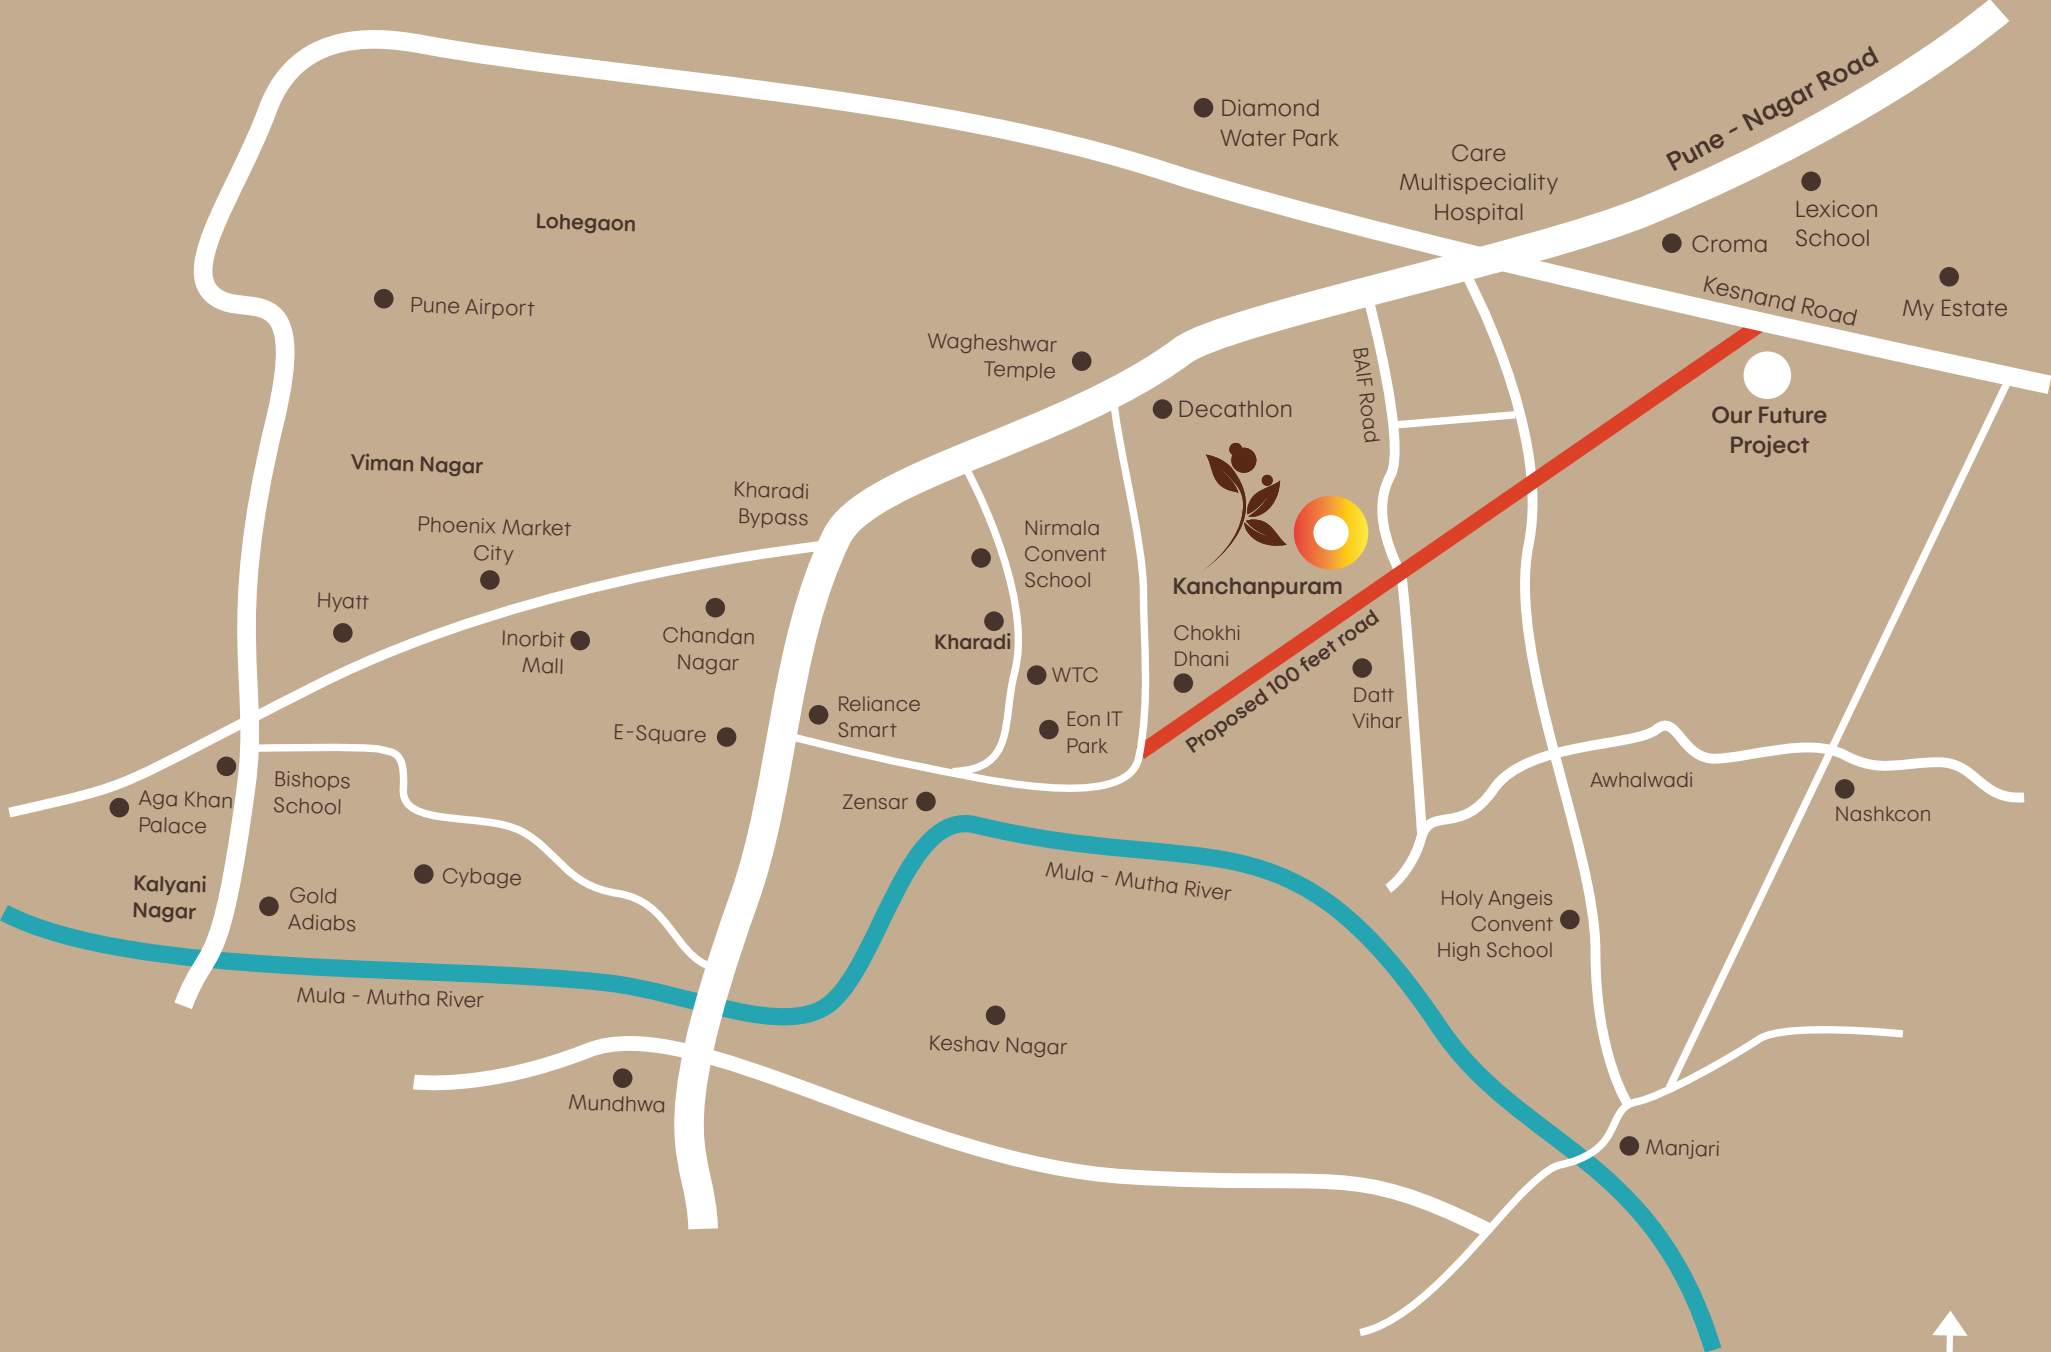 Pune - Nagar Road
Diamond
Water Park
Care
Multispeciality
Hospital
Lexicon
School
Croma
Kesnand Road
My Estate
Lohegaon
Pune Airport
Wagheshwar
Temple
BAIF Road
Decathlon
Our Future
Project
Viman Nagar
Kharadi
Bypass
Phoenix Market
City
Nirmala
Convent
School
Kanchanpuram
Hyatt
Inorbit
Mall
Chandan
Nagar
Kharadi
Chokhi
Dhani
Proposed 100 feet road
WTC
Datt
Vihar
Reliance
Smart
Eon IT
Park
E-Square
Zensar
Awhalwadi
Nashkcon
Bishops
School
Aga Khan
Palace
Kalyani
Nagar
Gold
Adiabs
Cybage
Mula - Mutha River
Holy Angeis
Convent
High School
Mula - Mutha River
Keshav Nagar
Mundhwa
Manjari